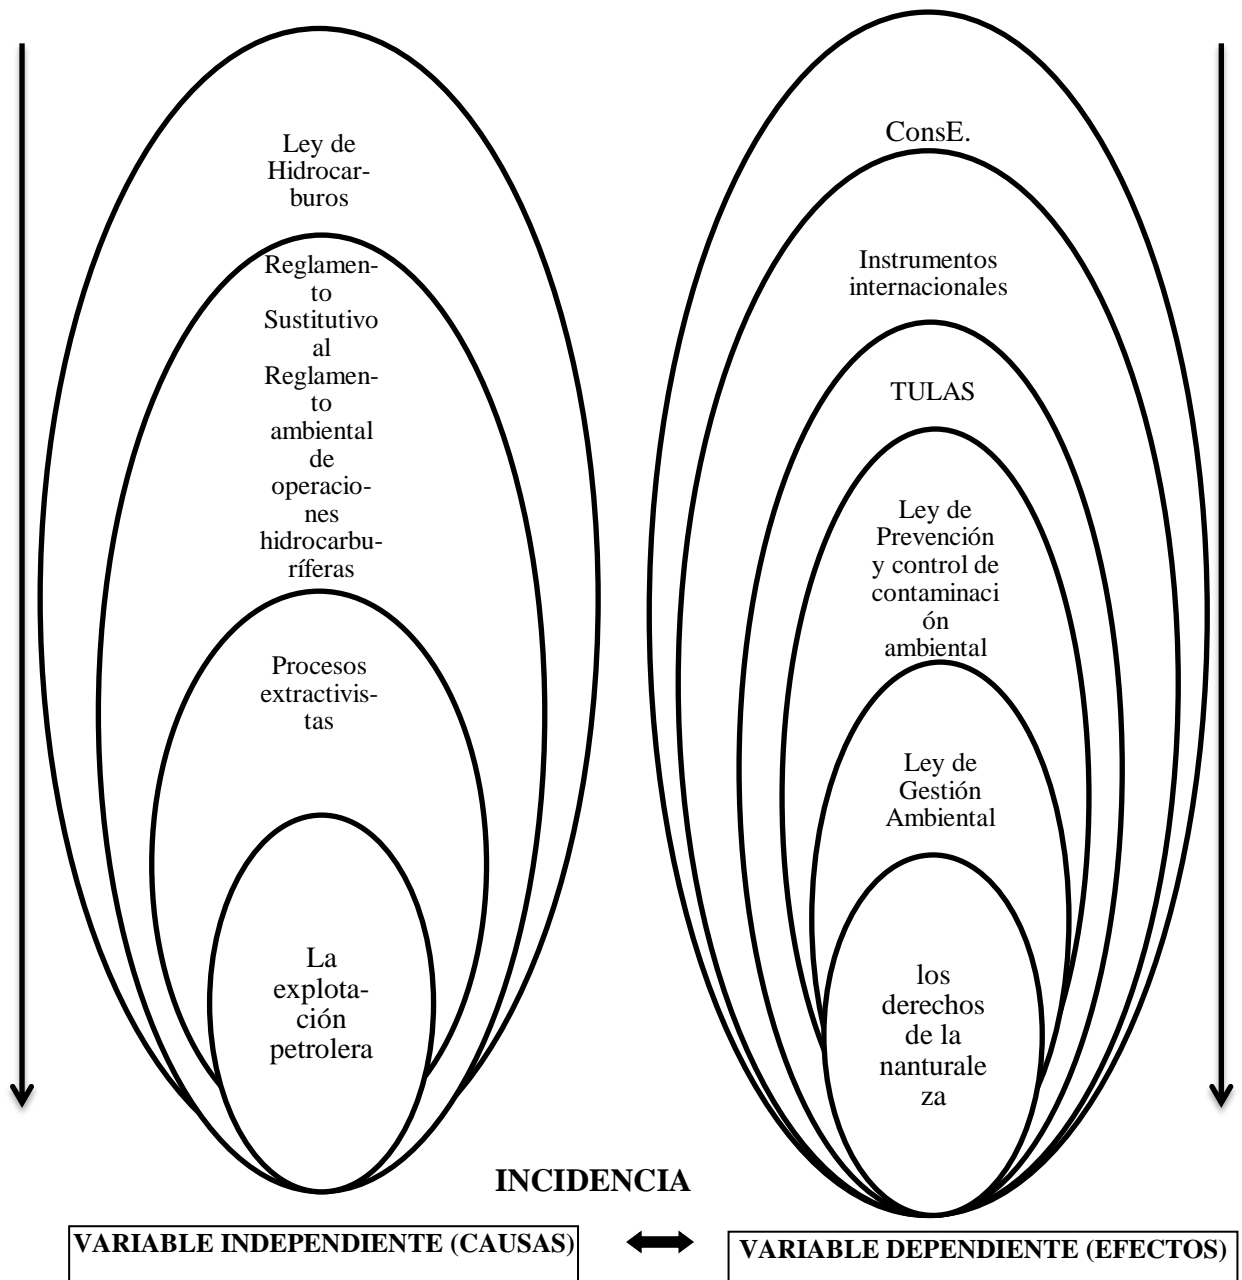 Ley de
Hidrocar-
buros
Reglamen-
to
Sustitutivo
al
Reglamen-
to
ambiental
de
operacio-
nes
hidrocarbu-
ríferas
Procesos
extractivis-
tas
La
explota-
ción
petrolera
ConsE.
Instrumentos
internacionales
TULAS
Ley de
Prevención
y control de
contaminaci
ón
ambiental
Ley de
Gestión
Ambiental
los
derechos
de la
nanturale
za
INCIDENCIA
VARIABLE INDEPENDIENTE (CAUSAS)
VARIABLE DEPENDIENTE (EFECTOS)